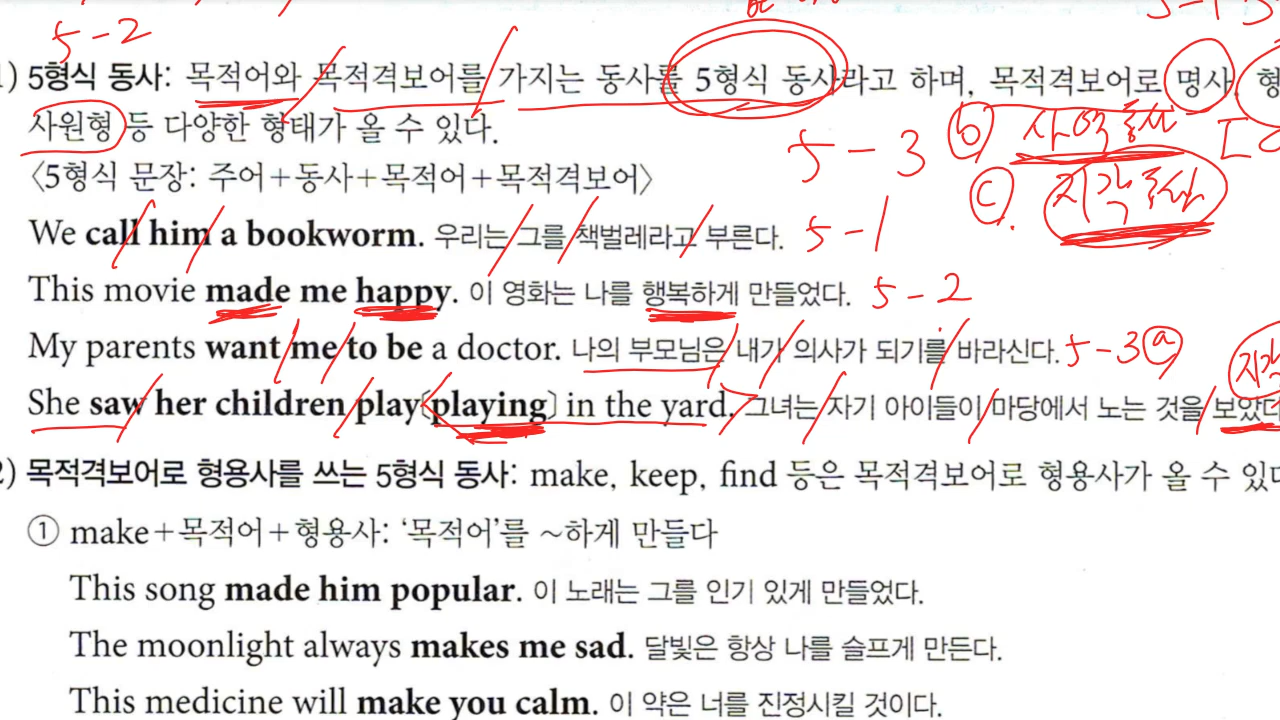 5-2
1) 5형식 동사: 목적어와 목적격보어를 가지는 동사를 5형식 동사라고 하며, 목적격보어로 명사, 형
사원형 등 다양한 형태가 올 수 있다.
5-3 ⓑ 사역동사
ⓒ. 지각동사
〈5형식 문장: 주어+동사+목적어+목적격보어〉
We call him a bookworm. 우리는 그를 책벌레라고 부른다. 5-1
This movie made me happy. 이 영화는 나를 행복하게 만들었다. 5-2
My parents want me to be a doctor. 나의 부모님은 내가 의사가 되기를 바라신다. 5-3ⓐ
지각
She saw her children play〔playing〕 in the yard. 그녀는 자기 아이들이 마당에서 노는 것을 보았다
2) 목적격보어로 형용사를 쓰는 5형식 동사: make, keep, find 등은 목적격보어로 형용사가 올 수 있다
① make+목적어+형용사: ‘목적어’를 ~하게 만들다
This song made him popular. 이 노래는 그를 인기 있게 만들었다.
The moonlight always makes me sad. 달빛은 항상 나를 슬프게 만든다.
This medicine will make you calm. 이 약은 너를 진정시킬 것이다.